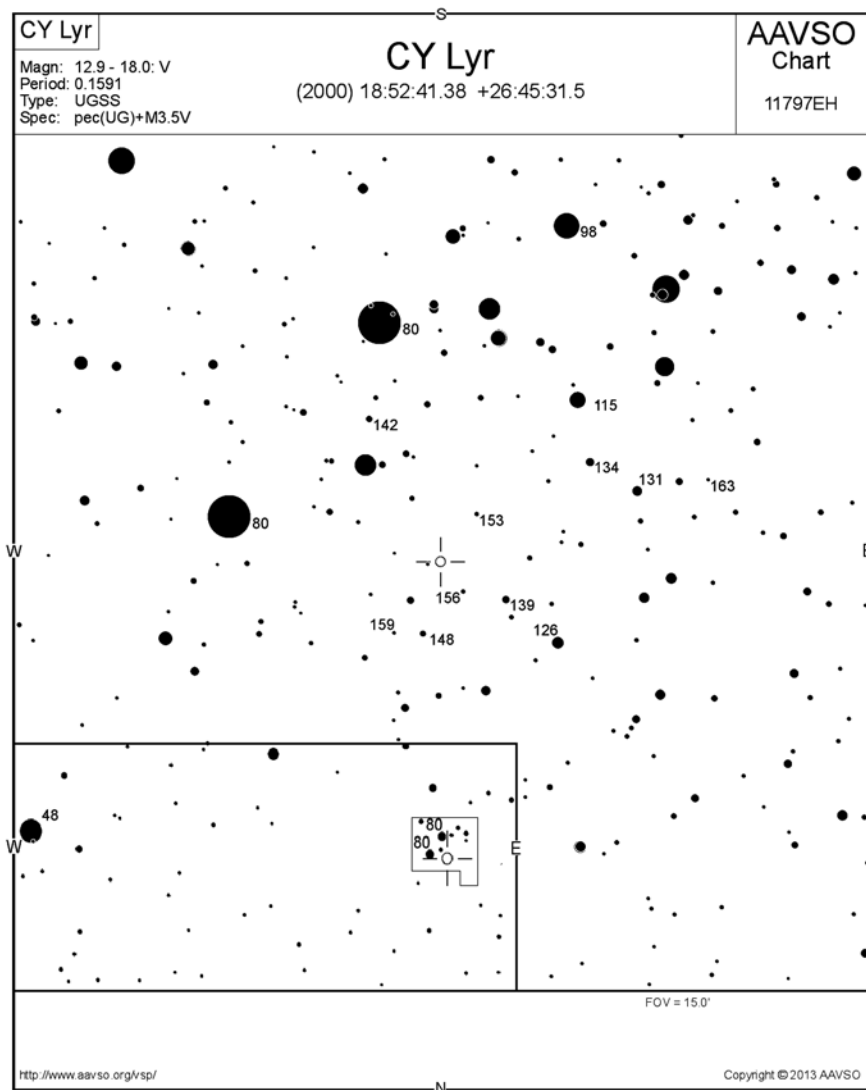 S
CY Lyr
Magn: 12.9 - 18.0: V
Period: 0.1591
Type: UGSS
Spec: pec(UG)+M3.5V
CY Lyr
(2000) 18:52:41.38 +26:45:31.5
AAVSO
Chart
11797EH
98
80
115
142
134
131
163
80
153
W
E
156
139
159
148
126
48
80
80
W
E
FOV = 15.0'
http://www.aavso.org/vsp/
Copyright © 2013 AAVSO
N